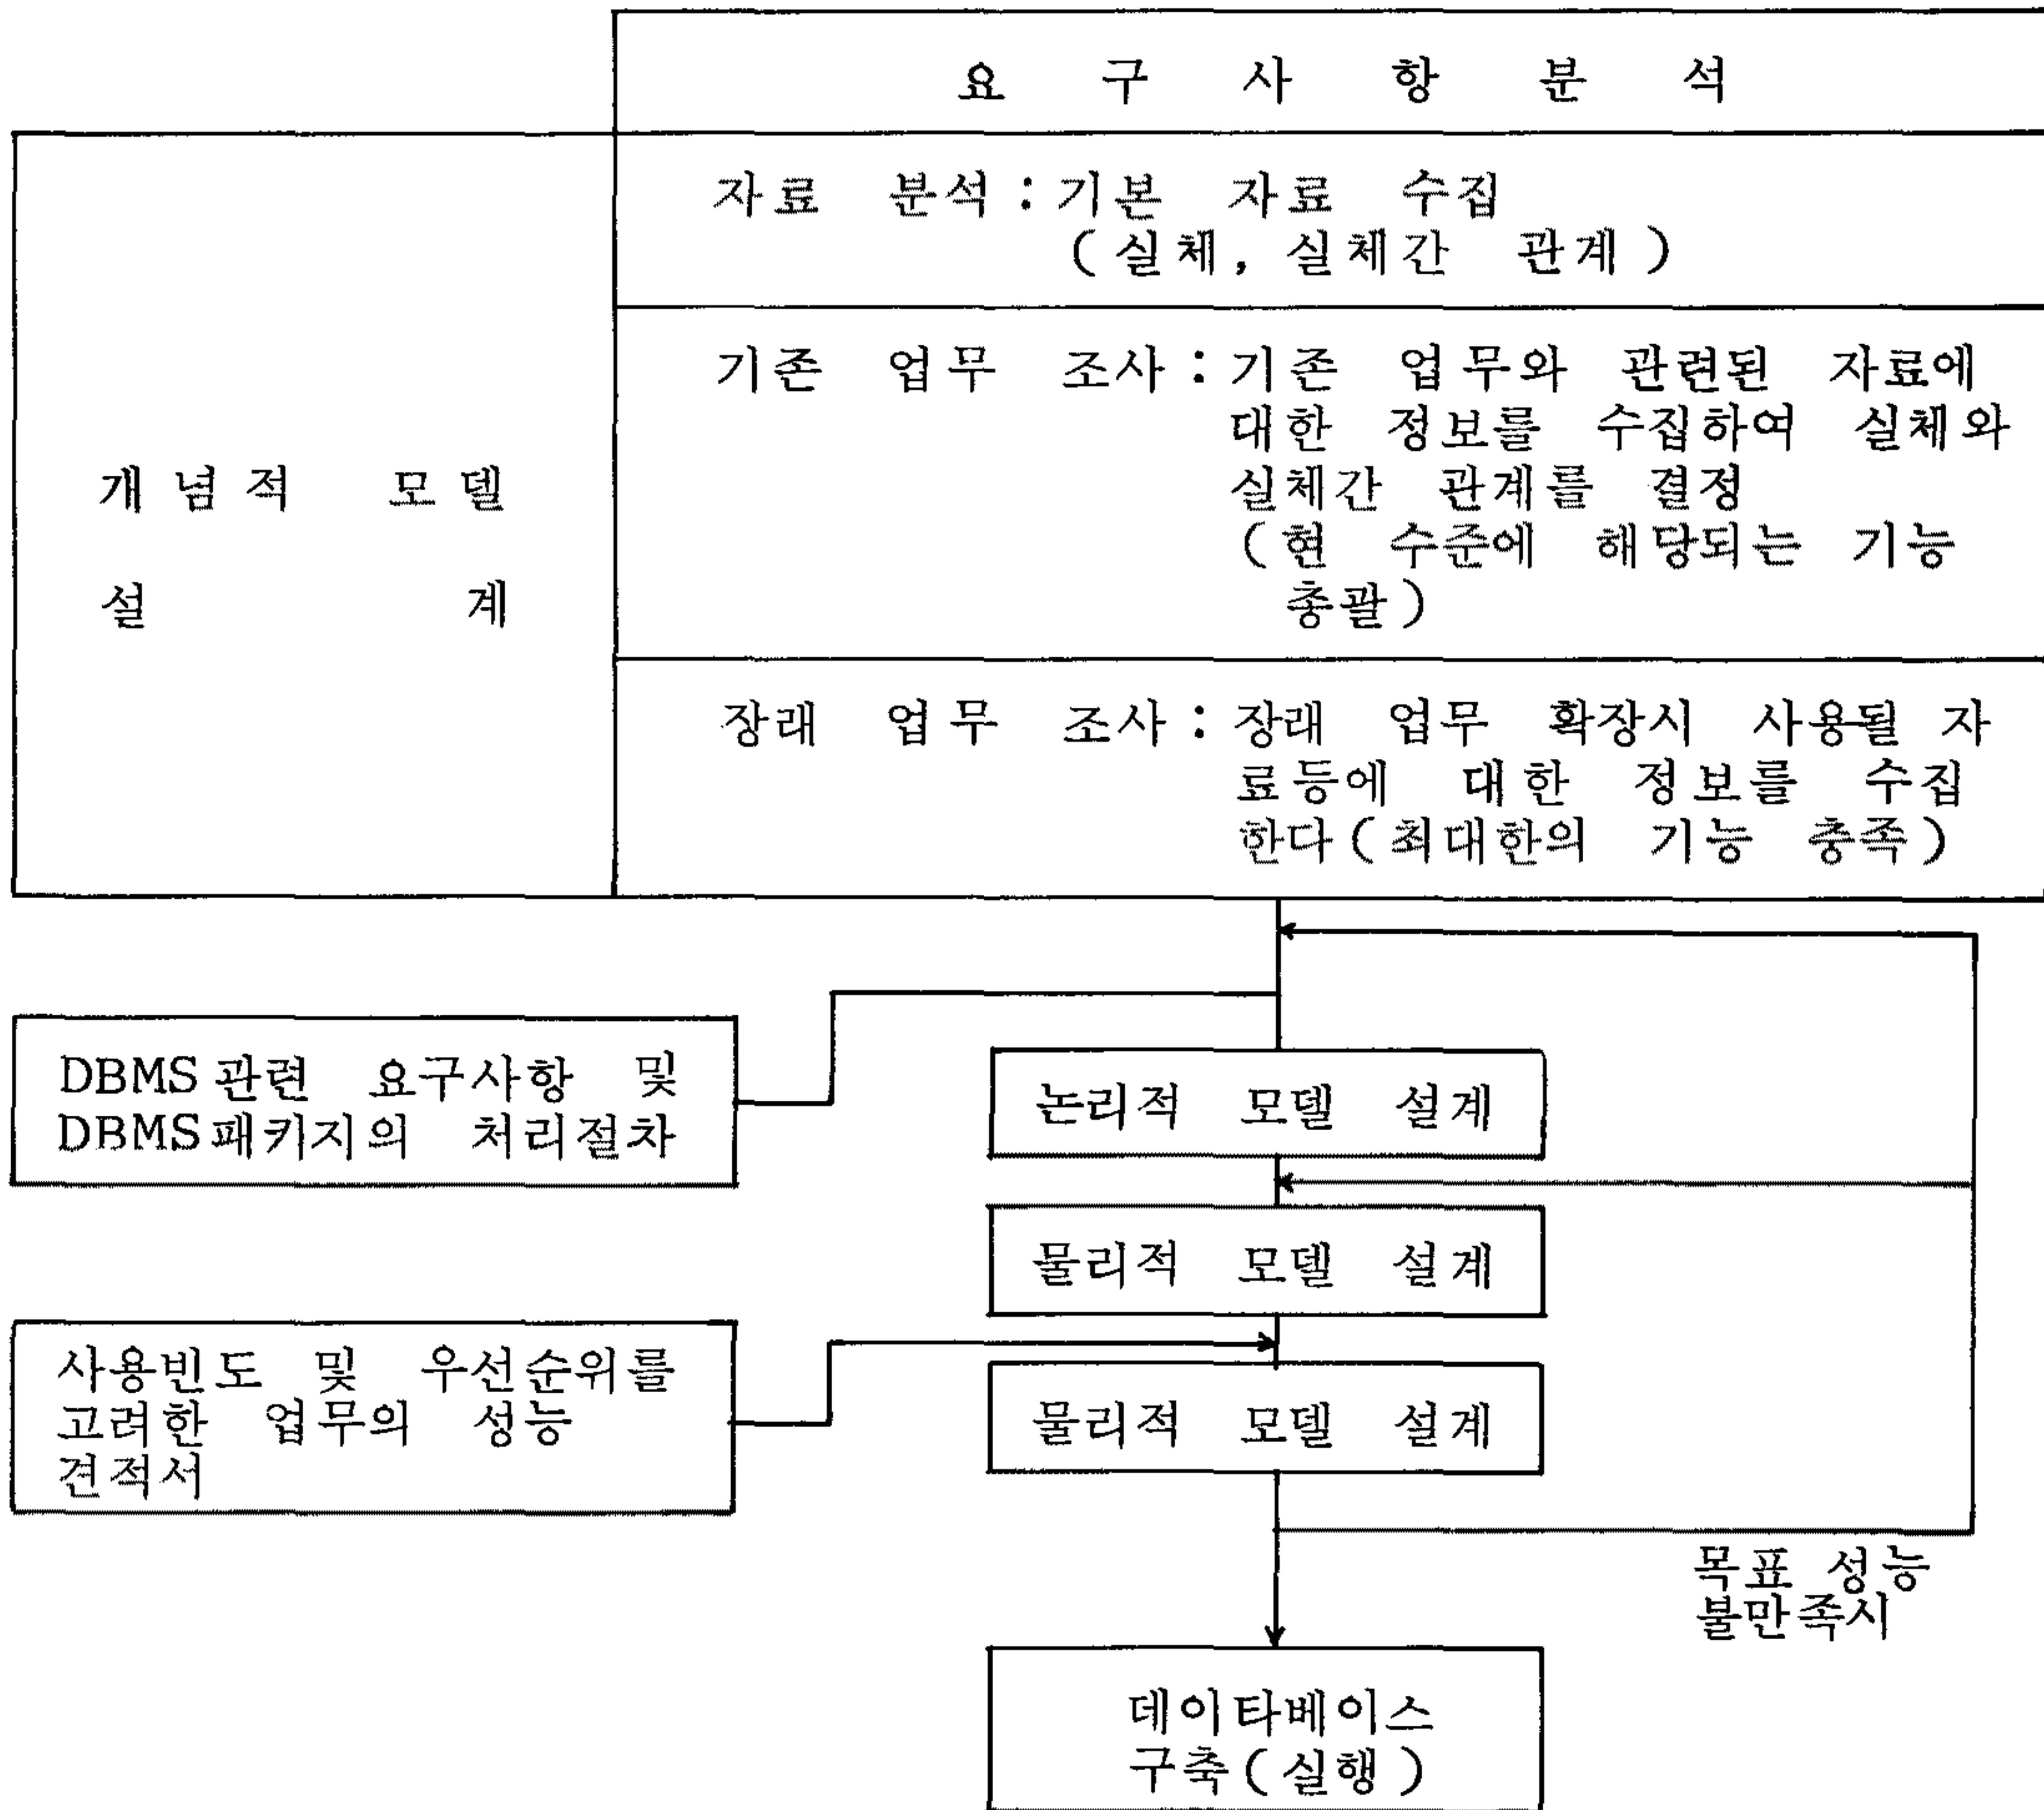 요구사항분석
자료 분석 : 기본 자료 수집
(실체, 실체간 관계)
기존 업무 조사 : 기존 업무와 관련된 자료에
대한 정보를 수집하여 실체와
실체간 관계를 결정
(현 수준에 해당되는 기능
총괄)
개념적 모델
설계
장래 업무 조사 : 장래 업무 확장시 사용될 자
료등에 대한 정보를 수집
한다(최대한의 기능 충족)
DBMS관련 요구사항 및
DBMS패키지의 처리절차
논리적 모델 설계
물리적 모델 설계
사용빈도 및 우선순위를
고려한 업무의 성능
견적서
물리적 모델 설계
목표 성능
불만족시
데이타베이스
구축(실행)